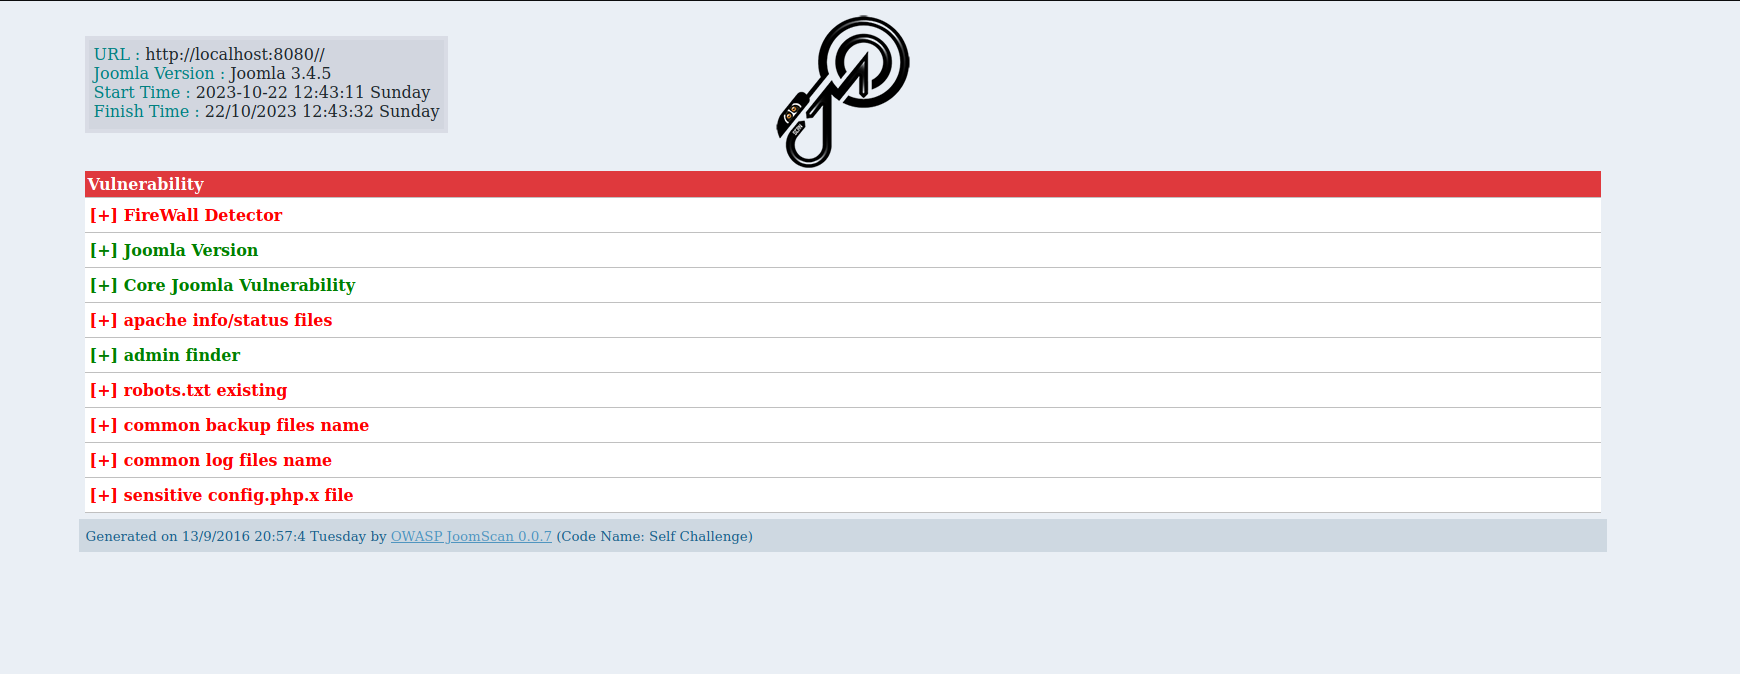 URL : http://localhost:8080//
Joomla Version : Joomla 3.4.5
Start Time : 2023-10-22 12:43:11 Sunday
Finish Time : 22/10/2023 12:43:32 Sunday
Vulnerability
[+] FireWall Detector
[+] Joomla Version
[+] Core Joomla Vulnerability
[+] apache info/status files
[+] admin finder
[+] robots.txt existing
[+] common backup files name
[+] common log files name
[+] sensitive config.php.x file
Generated on 13/9/2016 20:57:4 Tuesday by OWASP JoomScan 0.0.7 (Code Name: Self Challenge)